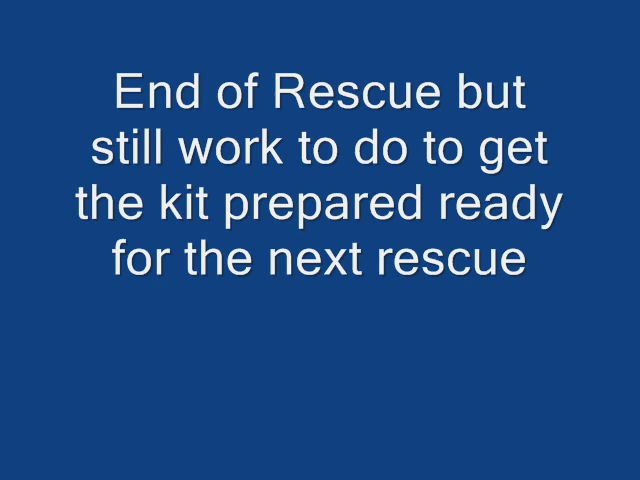 End of Rescue but
still work to do to get
the kit prepared ready
for the next rescue